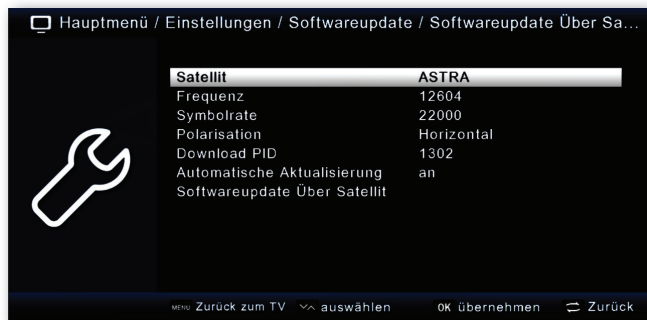 Hauptmenü / Einstellungen / Softwareupdate / Softwareupdate Über Sa...
Satellit ASTRA
Frequenz 12604
Symbolrate 22000
Polarisation Horizontal
Download PID 1302
Automatische Aktualisierung an
Softwareupdate Über Satellit
MENU Zurück zum TV auswählen OK übernehmen Zurück